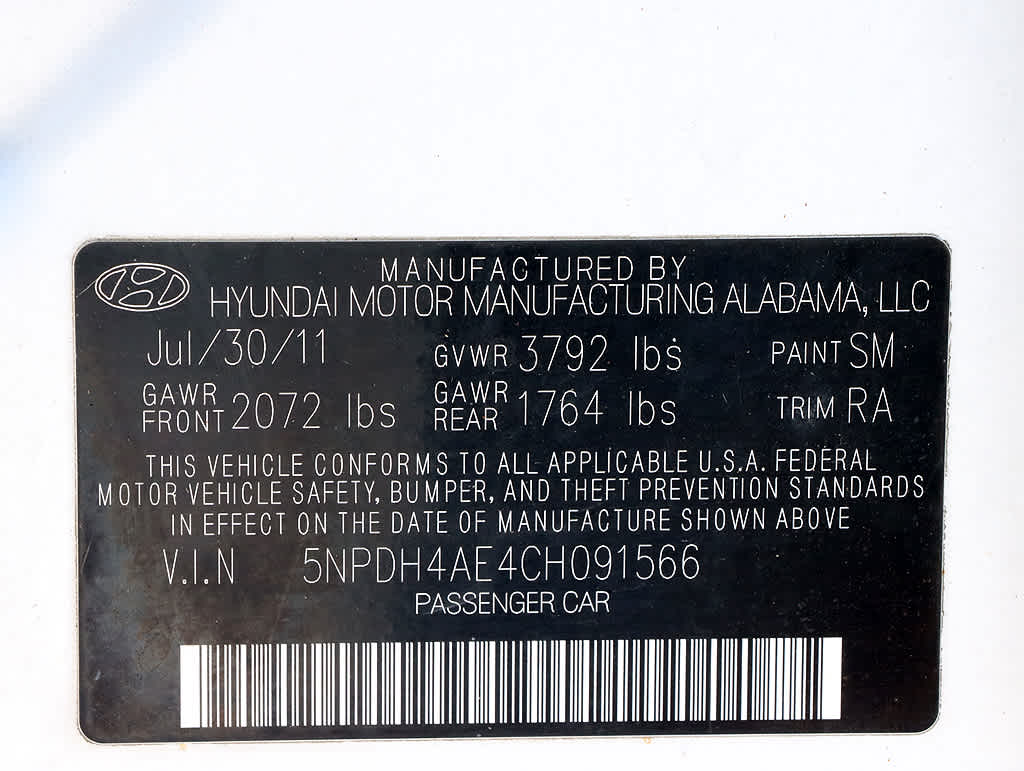 MANUFACTURED BY
HYUNDAI MOTOR MANUFACTURING ALABAMA, LLC
Jul/30/11 GVWR 3792 lbs PAINT SM
GAWR FRONT 2072 lbs GAWR REAR 1764 lbs TRIM RA
THIS VEHICLE CONFORMS TO ALL APPLICABLE U.S.A. FEDERAL
MOTOR VEHICLE SAFETY, BUMPER, AND THEFT PREVENTION STANDARDS
IN EFFECT ON THE DATE OF MANUFACTURE SHOWN ABOVE
V.I.N 5NPDH4AE4CH091566
PASSENGER CAR